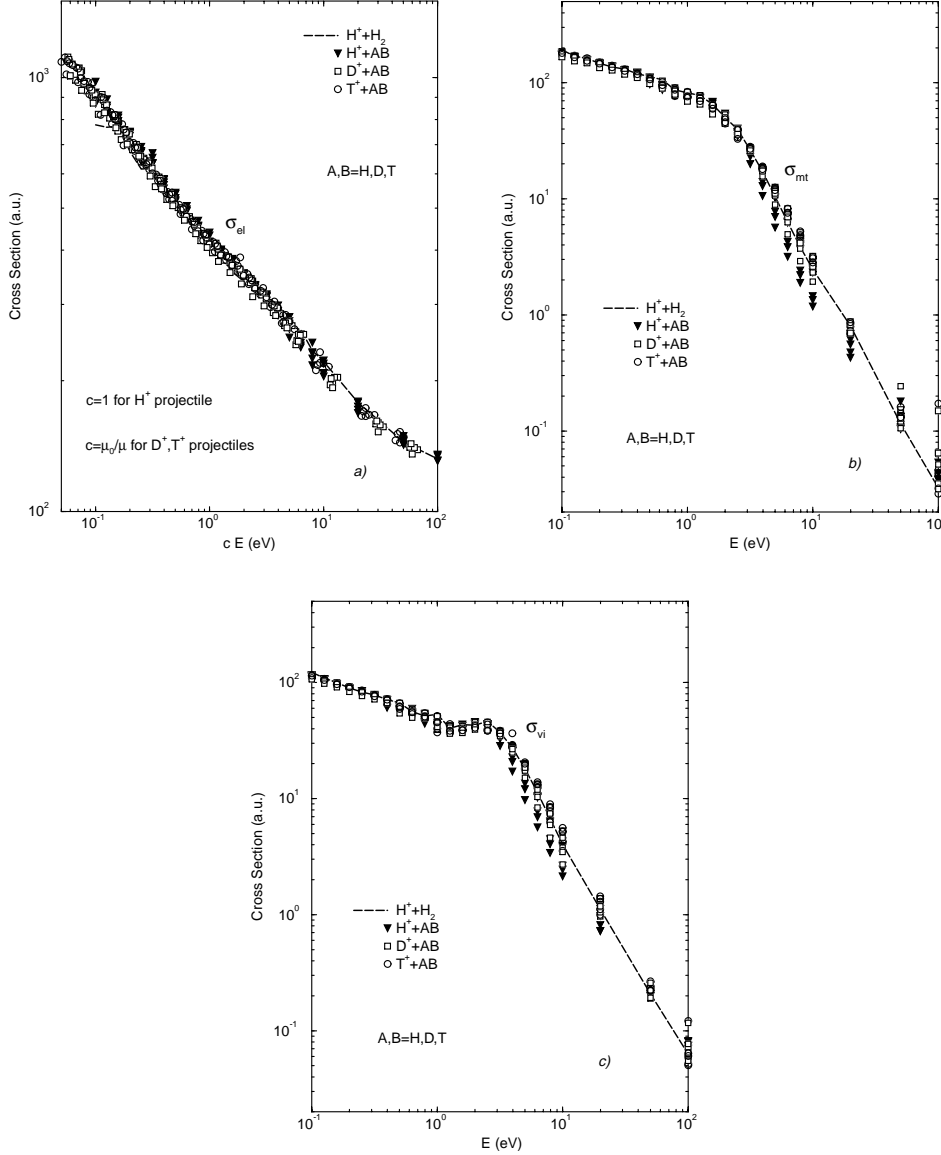 H⁺+H₂
H⁺+AB
D⁺+AB
T⁺+AB
10³
Cross Section (a.u.)
A,B=H,D,T
σel
c=1 for H⁺ projectile
c=μ₀/μ for D⁺,T⁺ projectiles
a)
10²
10⁻¹ 10⁰ 10¹ 10²
c E (eV)
10²
σmt
10¹
Cross Section (a.u.)
H⁺+H₂
H⁺+AB
D⁺+AB
T⁺+AB
10⁰
10⁻¹
A,B=H,D,T
b)
10⁻¹ 10⁰ 10¹ 10
E (eV)
10²
σvi
10¹
Cross Section (a.u.)
H⁺+H₂
H⁺+AB
D⁺+AB
T⁺+AB
10⁰
10⁻¹
A,B=H,D,T
c)
10⁻¹ 10⁰ 10¹ 10²
E (eV)